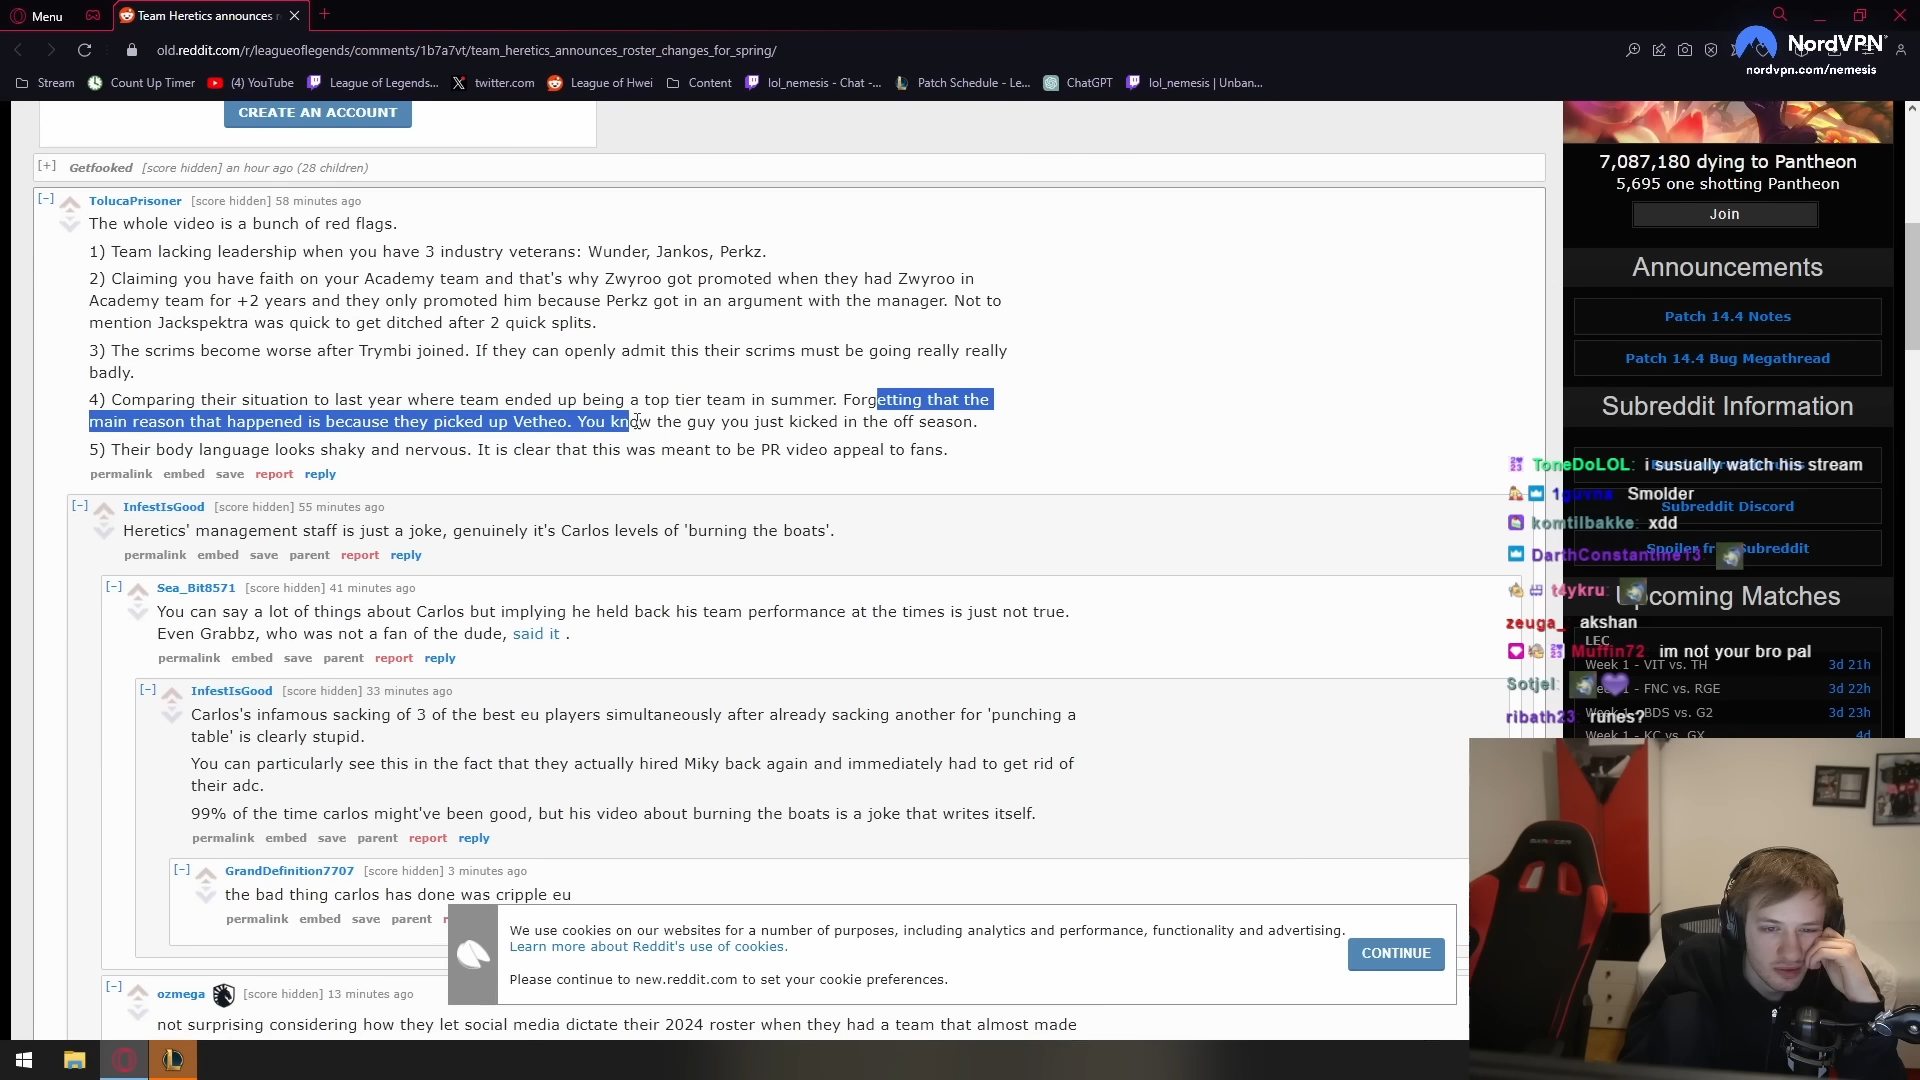 Menu
Team Heretics announces r
NordVPN
nordvpn.com/nemesis
old.reddit.com/r/leagueoflegends/comments/1b7a7vt/team_heretics_announces_roster_changes_for_spring/
Stream
Count Up Timer
(4) YouTube
League of Legends...
twitter.com
League of Hwei
Content
lol_nemesis - Chat -...
Patch Schedule - Le...
ChatGPT
lol_nemesis | Unban...
CREATE AN ACCOUNT
[+] Getfooked [score hidden] an hour ago (28 children)
[-] TolucaPrisoner [score hidden] 58 minutes ago
The whole video is a bunch of red flags.
1) Team lacking leadership when you have 3 industry veterans: Wunder, Jankos, Perkz.
2) Claiming you have faith on your Academy team and that's why Zwyroo got promoted when they had Zwyroo in
Academy team for +2 years and they only promoted him because Perkz got in an argument with the manager. Not to
mention Jackspektra was quick to get ditched after 2 quick splits.
3) The scrims become worse after Trymbi joined. If they can openly admit this their scrims must be going really really
badly.
4) Comparing their situation to last year where team ended up being a top tier team in summer. Forgetting that the
main reason that happened is because they picked up Vetheo. You know the guy you just kicked in the off season.
5) Their body language looks shaky and nervous. It is clear that this was meant to be PR video appeal to fans.
permalink embed save report reply
[-] InfestIsGood [score hidden] 55 minutes ago
Heretics' management staff is just a joke, genuinely it's Carlos levels of 'burning the boats'.
permalink embed save parent report reply
[-] Sea_Bit8571 [score hidden] 41 minutes ago
You can say a lot of things about Carlos but implying he held back his team performance at the times is just not true.
Even Grabbz, who was not a fan of the dude, said it .
permalink embed save parent report reply
[-] InfestIsGood [score hidden] 33 minutes ago
Carlos's infamous sacking of 3 of the best eu players simultaneously after already sacking another for 'punching a
table' is clearly stupid.
You can particularly see this in the fact that they actually hired Miky back again and immediately had to get rid of
their adc.
99% of the time carlos might've been good, but his video about burning the boats is a joke that writes itself.
permalink embed save parent report reply
[-] GrandDefinition7707 [score hidden] 3 minutes ago
the bad thing carlos has done was cripple eu
permalink embed save parent r
[-] ozmega [score hidden] 13 minutes ago
not surprising considering how they let social media dictate their 2024 roster when they had a team that almost made
We use cookies on our websites for a number of purposes, including analytics and performance, functionality and advertising.
Learn more about Reddit's use of cookies.
Please continue to new.reddit.com to set your cookie preferences.
CONTINUE
7,087,180 dying to Pantheon
5,695 one shotting Pantheon
Join
Announcements
Patch 14.4 Notes
Patch 14.4 Bug Megathread
Subreddit Information
ToneDoLOL: i susually watch his stream
1guvna Smolder
Subreddit Discord
komtilbakke: xdd
DarthConstantine13:
Spoiler fr Subreddit
t4ykru:
Upcoming Matches
zeuga_: akshan
LEC
Muffin72 im not your bro pal
Week 1 - VIT vs. TH 3d 21h
Sotjel:
Week 1 - FNC vs. RGE 3d 22h
ribath23: runes?
Week 1 - BDS vs. G2 3d 23h
Week 1 - KC vs. GX 4d